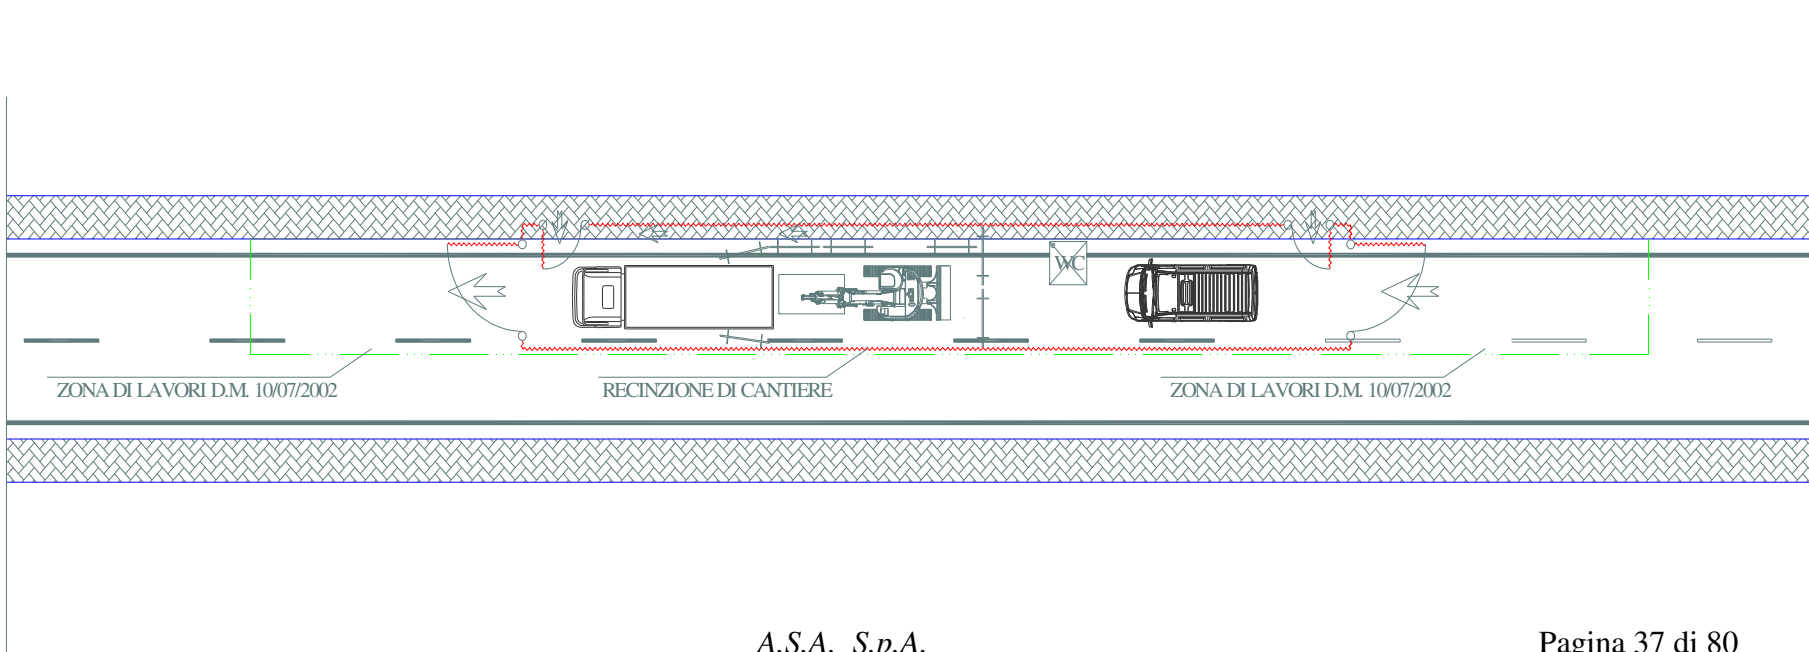 WC
ZONA DI LAVORI D.M. 10/07/2002
RECINZIONE DI CANTIERE
ZONA DI LAVORI D.M. 10/07/2002
A.S.A. S.p.A.
Pagina 37 di 80